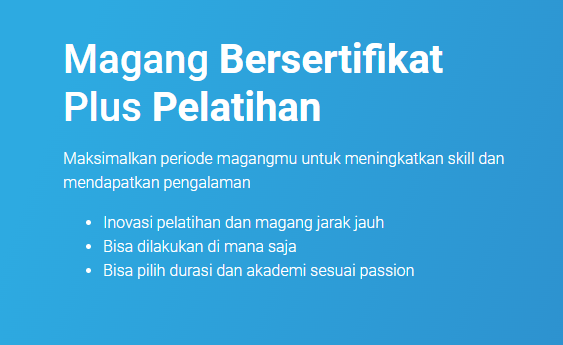 Magang Bersertifikat
Plus Pelatihan
Maksimalkan periode magangmu untuk meningkatkan skill dan
mendapatkan pengalaman
• Inovasi pelatihan dan magang jarak jauh
• Bisa dilakukan di mana saja
• Bisa pilih durasi dan akademi sesuai passion